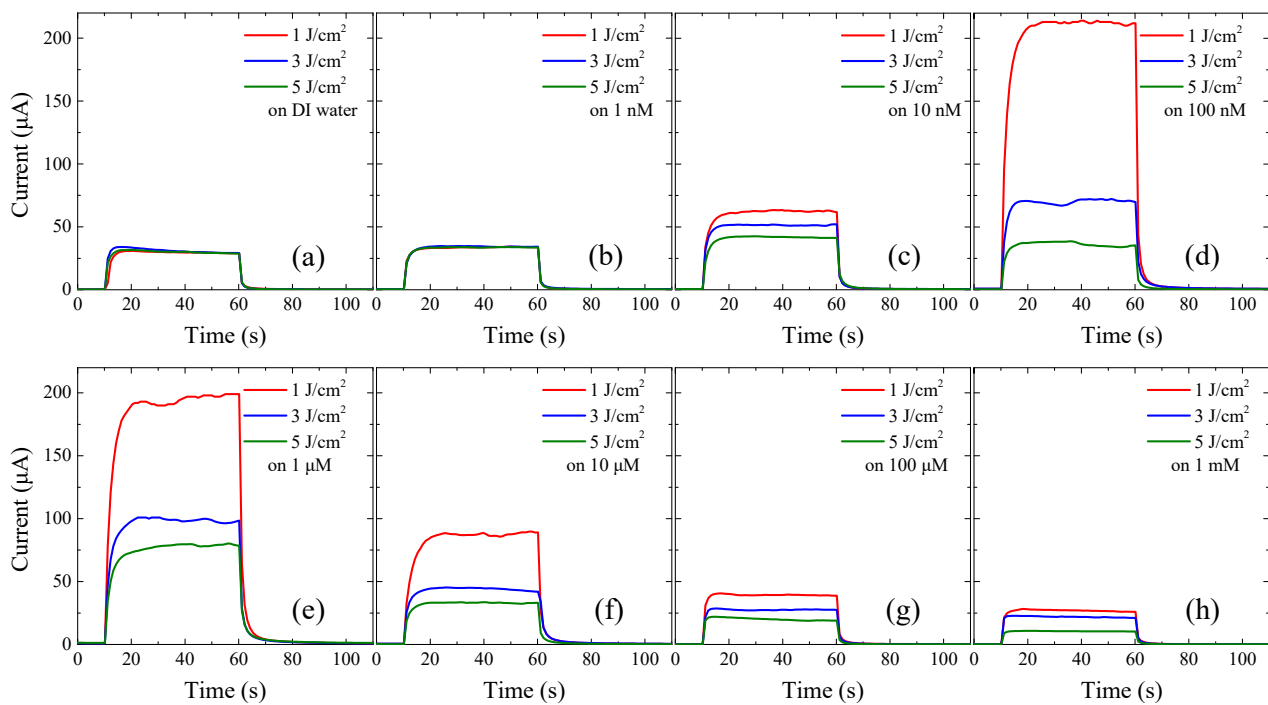 Current (μA)
200
150
100
50
0
1 J/cm²
3 J/cm²
5 J/cm²
on DI water
(a)
0 20 40 60 80 100
Time (s)
1 J/cm²
3 J/cm²
5 J/cm²
on 1 nM
(b)
20 40 60 80 100
Time (s)
1 J/cm²
3 J/cm²
5 J/cm²
on 10 nM
(c)
20 40 60 80 100
Time (s)
1 J/cm²
3 J/cm²
5 J/cm²
on 100 nM
(d)
20 40 60 80 100
Time (s)
Current (μA)
200
150
100
50
0
1 J/cm²
3 J/cm²
5 J/cm²
on 1 μM
(e)
0 20 40 60 80 100
Time (s)
1 J/cm²
3 J/cm²
5 J/cm²
on 10 μM
(f)
20 40 60 80 100
Time (s)
1 J/cm²
3 J/cm²
5 J/cm²
on 100 μM
(g)
20 40 60 80 100
Time (s)
1 J/cm²
3 J/cm²
5 J/cm²
on 1 mM
(h)
20 40 60 80 100
Time (s)